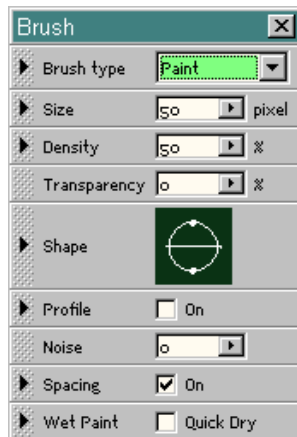 Brush
Brush type Paint
Size 50 pixel
Density 50 %
Transparency 0 %
Shape
Profile On
Noise 0
Spacing On
Wet Paint Quick Dry